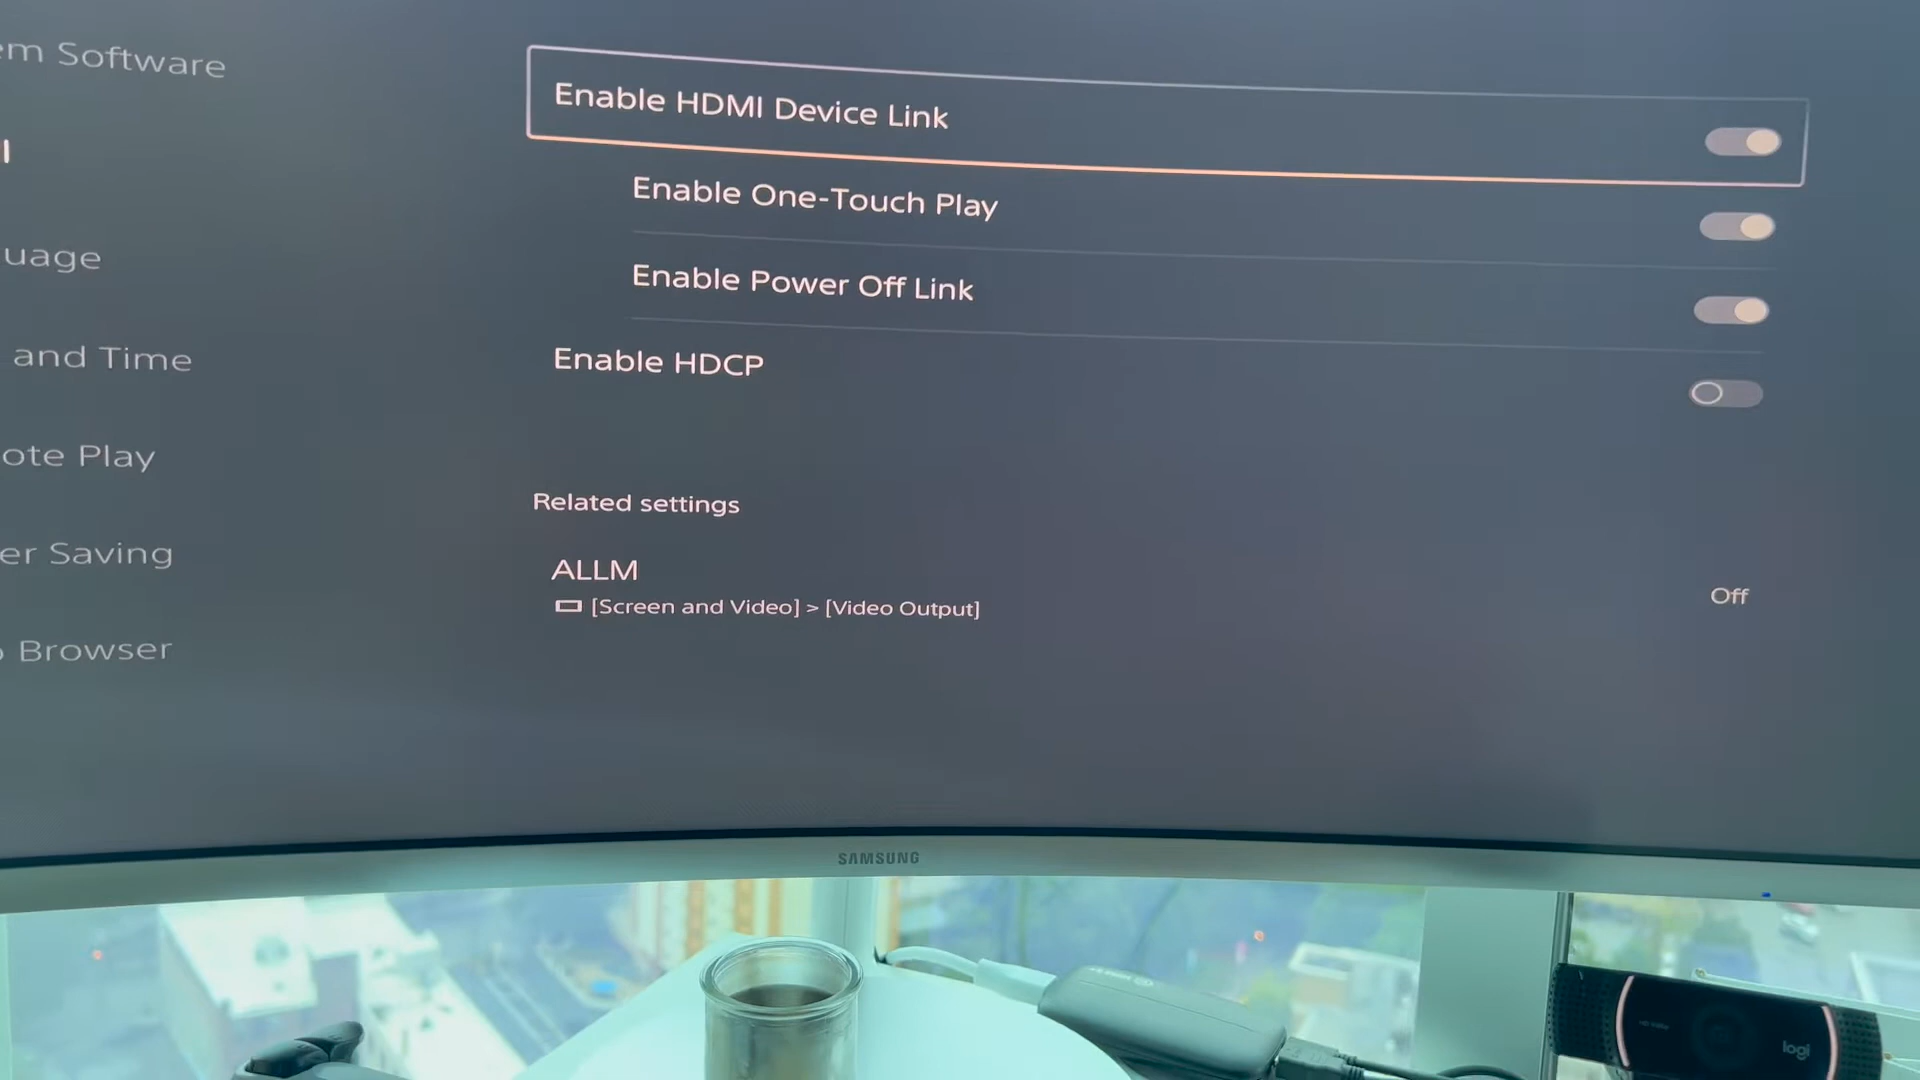 em Software
l
uage
and Time
ote Play
er Saving
Browser
Enable HDMI Device Link
Enable One-Touch Play
Enable Power Off Link
Enable HDCP
Related settings
ALLM
[Screen and Video] > [Video Output]
Off
SAMSUNG
logi